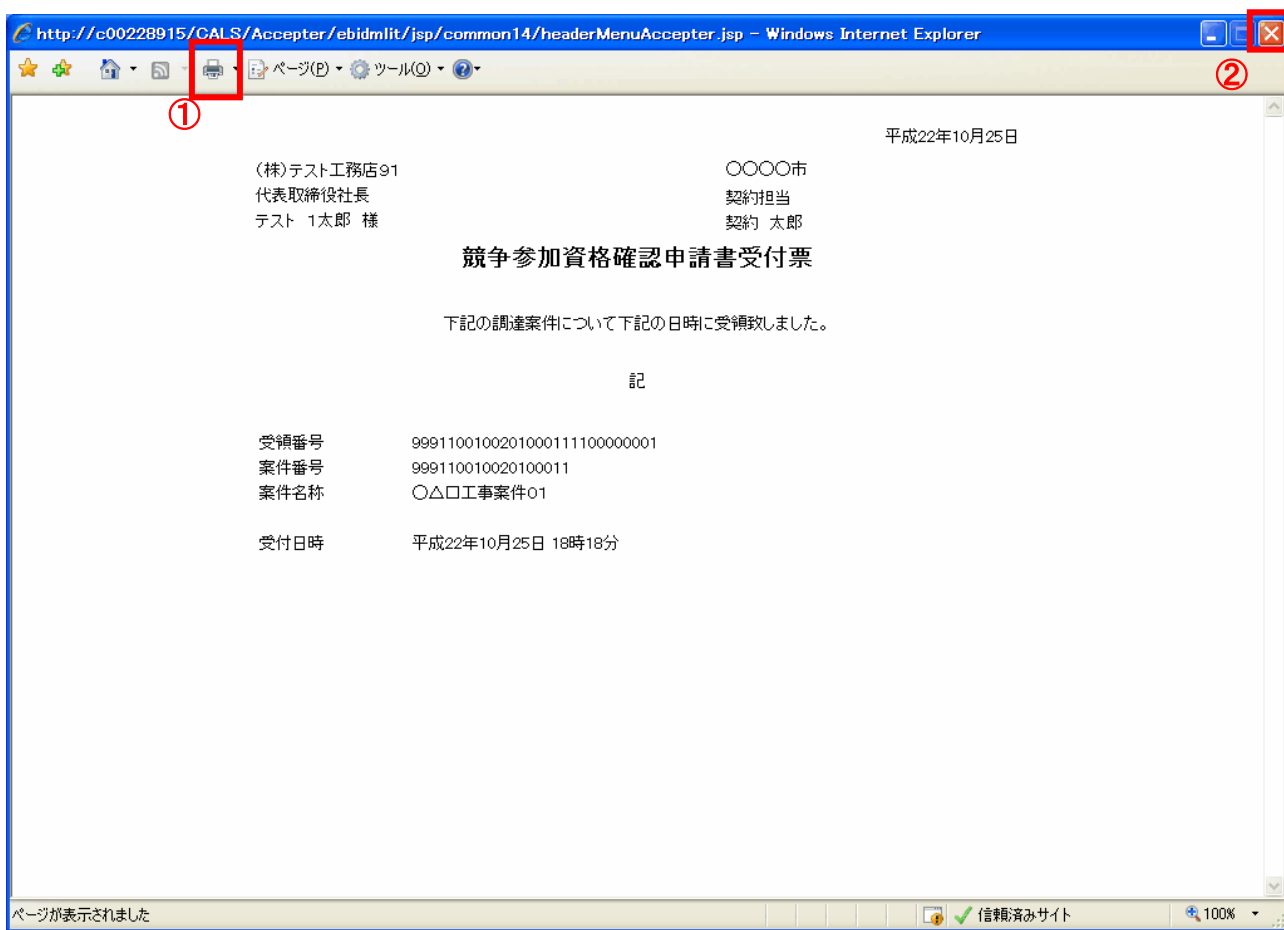 http://c00228915/CALS/Accepter/ebidmlit/jsp/common14/headerMenuAccepter.jsp - Windows Internet Explorer
ページ(P) ツール(O)
①
②
平成22年10月25日
(株)テスト工務店91
〇〇〇〇市
代表取締役社長
契約担当
テスト 1太郎 様
契約 太郎
競争参加資格確認申請書受付票
下記の調達案件について下記の日時に受領致しました。
記
受領番号 9991100100201000111100000001
案件番号 999110010020100011
案件名称 〇△口工事案件01
受付日時 平成22年10月25日 18時18分
ページが表示されました
信頼済みサイト
100%